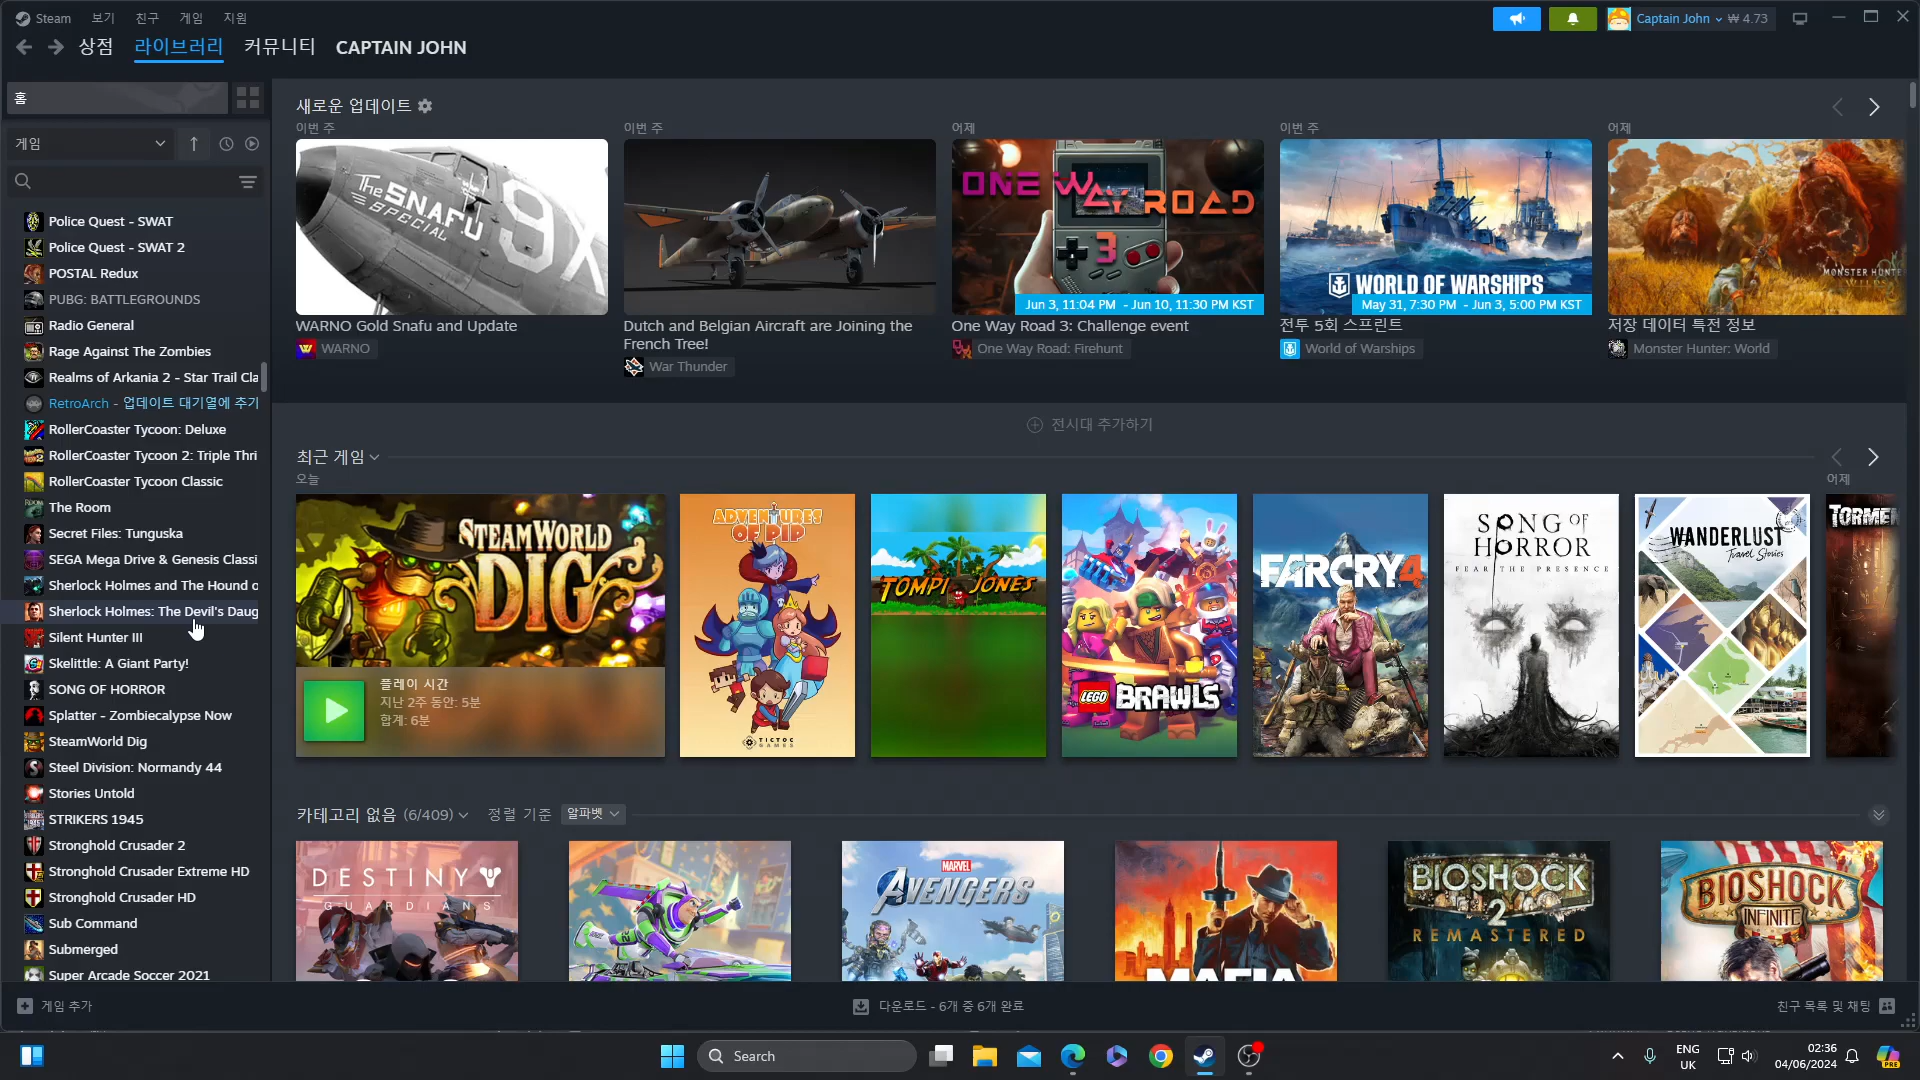 Steam 보기 친구 게임 지원
Captain John ₩ 4.73
상점 라이브러리 커뮤니티 CAPTAIN JOHN
홈
게임
Police Quest - SWAT
Police Quest - SWAT 2
POSTAL Redux
PUBG: BATTLEGROUNDS
Radio General
Rage Against The Zombies
Realms of Arkania 2 - Star Trail Cla
RetroArch - 업데이트 대기열에 추가
RollerCoaster Tycoon: Deluxe
RollerCoaster Tycoon 2: Triple Thri
RollerCoaster Tycoon Classic
The Room
Secret Files: Tunguska
SEGA Mega Drive & Genesis Classi
Sherlock Holmes and The Hound o
Sherlock Holmes: The Devil's Daug
Silent Hunter III
Skelittle: A Giant Party!
SONG OF HORROR
Splatter - Zombiecalypse Now
SteamWorld Dig
Steel Division: Normandy 44
Stories Untold
STRIKERS 1945
Stronghold Crusader 2
Stronghold Crusader Extreme HD
Stronghold Crusader HD
Sub Command
Submerged
Super Arcade Soccer 2021
새로운 업데이트
이번 주
The SNAFU SPECIAL 9X
WARNO Gold Snafu and Update
WARNO
이번 주
Dutch and Belgian Aircraft are Joining the
French Tree!
War Thunder
어제
ONE WAY ROAD
3
Jun 3, 11:04 PM - Jun 10, 11:30 PM KST
One Way Road 3: Challenge event
One Way Road: Firehunt
이번 주
WORLD OF WARSHIPS
May 31, 7:30 PM - Jun 3, 5:00 PM KST
전투 5회 스프린트
World of Warships
어제
MONSTER HUNTE
저장 데이터 특전 정보
Monster Hunter: World
전시대 추가하기
최근 게임
오늘
어제
STEAMWORLD
DIG
플레이 시간
지난 2주 동안: 5분
합계: 6분
ADVENTURES
OF PIP
TICTOC
GAMES
TOMPI JONES
LEGO BRAWLS
FARCRY 4
SONG OF
HORROR
FEAR THE PRESENCE
WANDERLUST
Travel Stories
TORMEN
카테고리 없음 (6/409) 정렬 기준 알파벳
DESTINY
GUARDIANS
MARVEL
AVENGERS
MAFIA
BIOSHOCK
2
REMASTERED
BIOSHOCK
INFINITE
게임 추가
다운로드 - 6개 중 6개 완료
친구 목록 및 채팅
Search
ENG
UK
02:36
04/06/2024
PRE